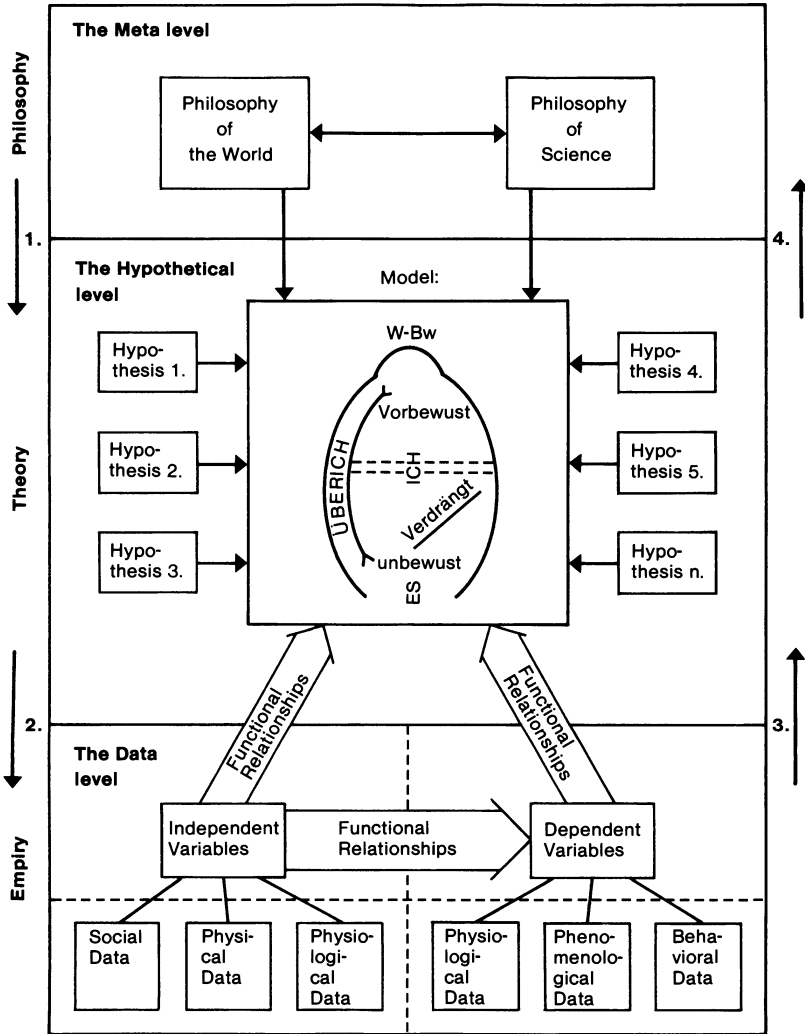 The Meta level
Philosophy
Philosophy
of
the World
Philosophy
of
Science
1.
4.
The Hypothetical
level
Model:
Hypo-
thesis 1.
Hypo-
thesis 2.
Hypo-
thesis 3.
W-Bw
Vorbewust
ÜBERICH
ICH
Verdrängt
unbewust
ES
Hypo-
thesis 4.
Hypo-
thesis 5.
Hypo-
thesis n.
Theory
Functional
Relationships
Functional
Relationships
2.
3.
The Data
level
Independent
Variables
Functional
Relationships
Dependent
Variables
Empiry
Social
Data
Physi-
cal
Data
Physio-
logi-
cal
Data
Physio-
logi-
cal
Data
Pheno-
menolo-
gical
Data
Beha-
vioral
Data